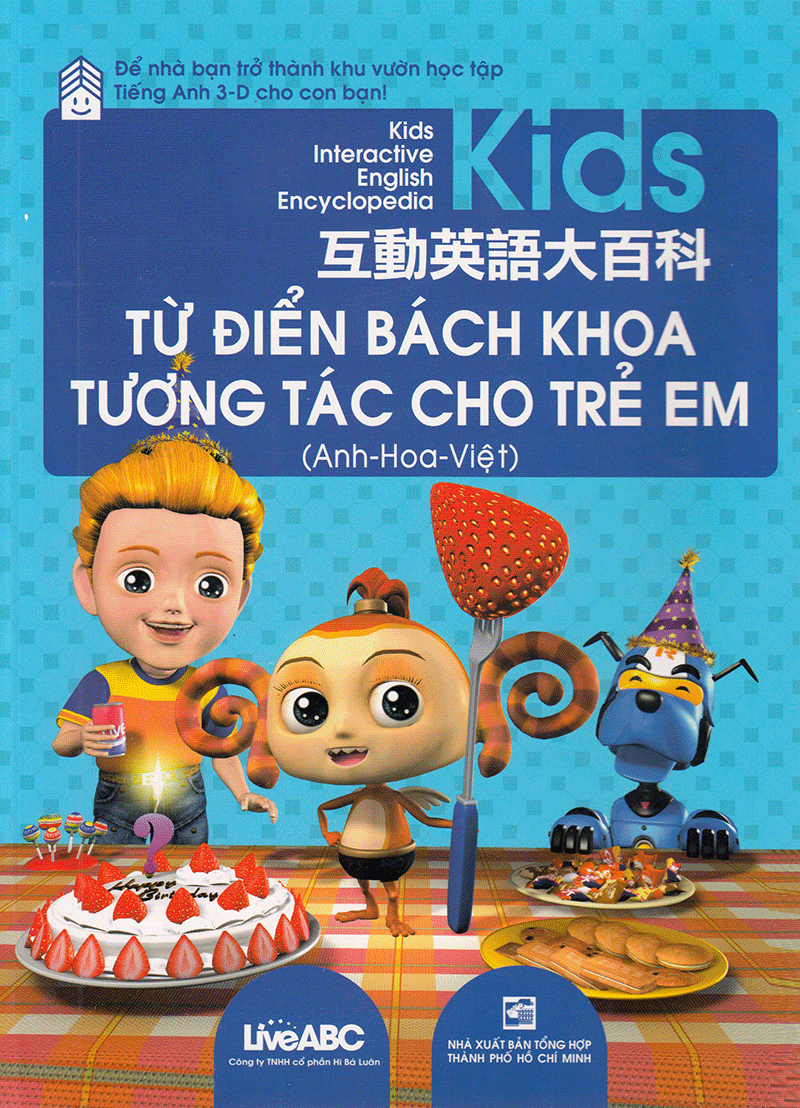 Để nhà bạn trở thành khu vườn học tập
Tiếng Anh 3-D cho con bạn!
Kids
Interactive
English
Encyclopedia
Kids
互動英語大百科
TỪ ĐIỂN BÁCH KHOA
TƯƠNG TÁC CHO TRẺ EM
(Anh-Hoa-Việt)
Happy
Birthday
?
LiveABC
Công ty TNHH cổ phần Hi Bá Luân
NHÀ XUẤT BẢN TỔNG HỢP
THÀNH PHỐ HỒ CHÍ MINH